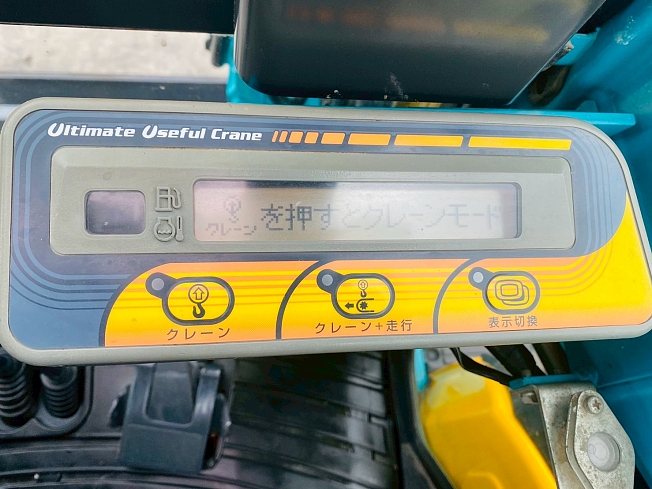 Ultimate Useful Crane
クレーン を押すとクレーンモード
クレーン
クレーン+走行
表示切換